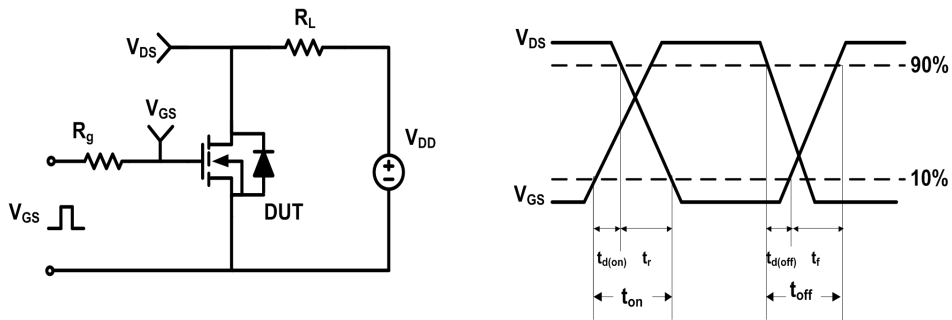 R_L
V_DS
V_GS
R_g
V_DD
V_GS
DUT
V_DS
90%
10%
V_GS
t_d(on) t_r t_d(off) t_f
t_on t_off